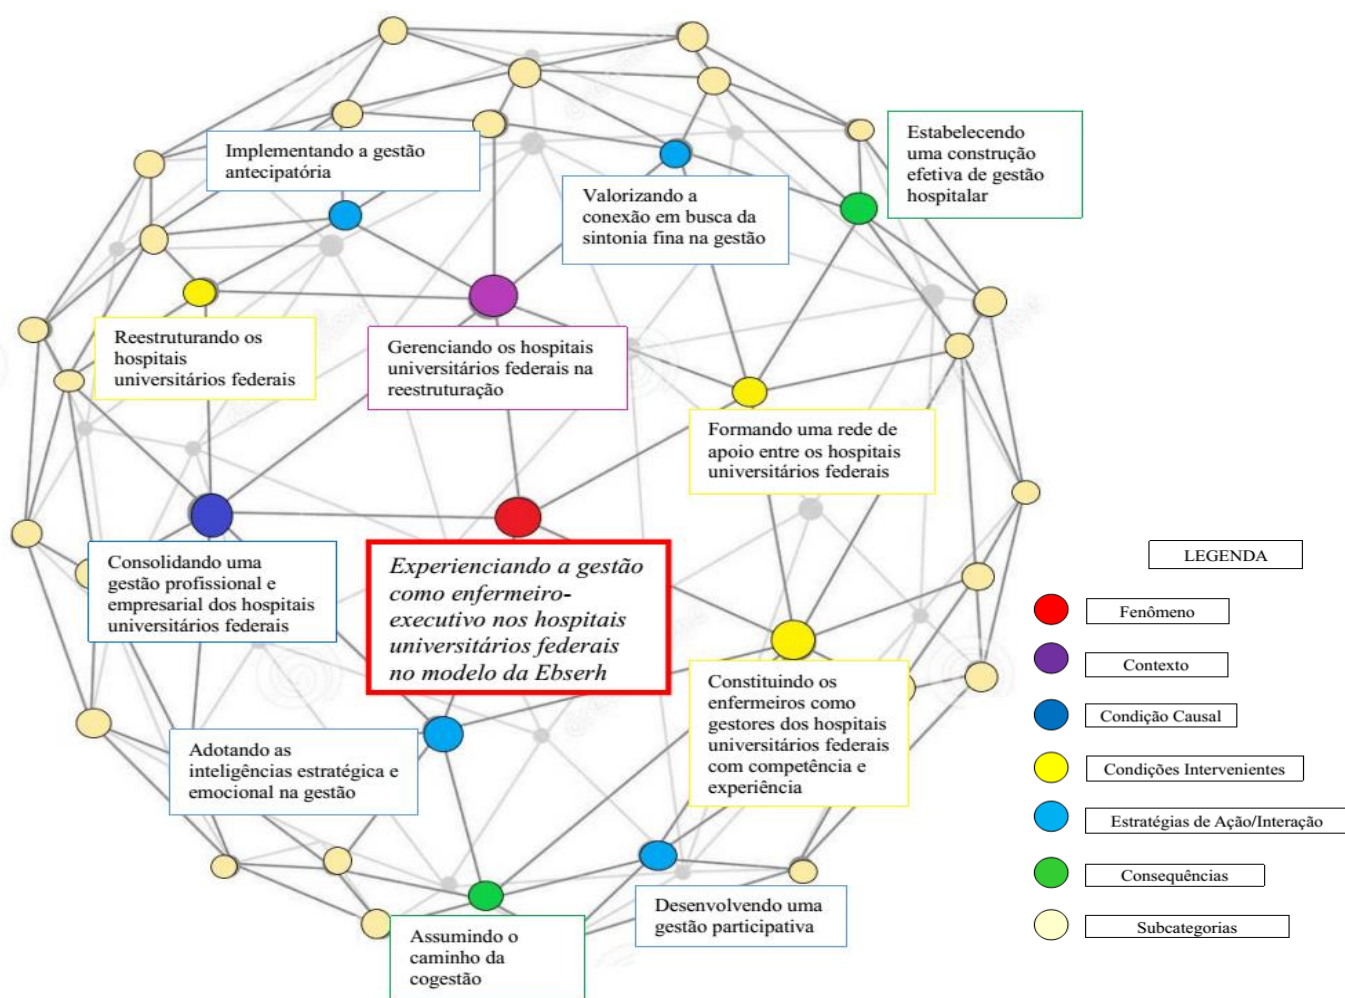 Implementando a gestão
antecipatória
Valorizando a
conexão em busca da
sintonia fina na gestão
Estabelecendo
uma construção
efetiva de gestão
hospitalar
Reestruturando os
hospitais
universitários federais
Gerenciando os hospitais
universitários federais na
reestruturação
Formando uma rede de
apoio entre os hospitais
universitários federais
Consolidando uma
gestão profissional e
empresarial dos hospitais
universitários federais
Experienciando a gestão
como enfermeiro-
executivo nos hospitais
universitários federais
no modelo da Ebserh
Constituindo os
enfermeiros como
gestores dos hospitais
universitários federais
com competência e
experiência
Adotando as
inteligências estratégica e
emocional na gestão
Desenvolvendo uma
gestão participativa
Assumindo o
caminho da
cogestão
LEGENDA
Fenômeno
Contexto
Condição Causal
Condições Intervenientes
Estratégias de Ação/Interação
Consequências
Subcategorias